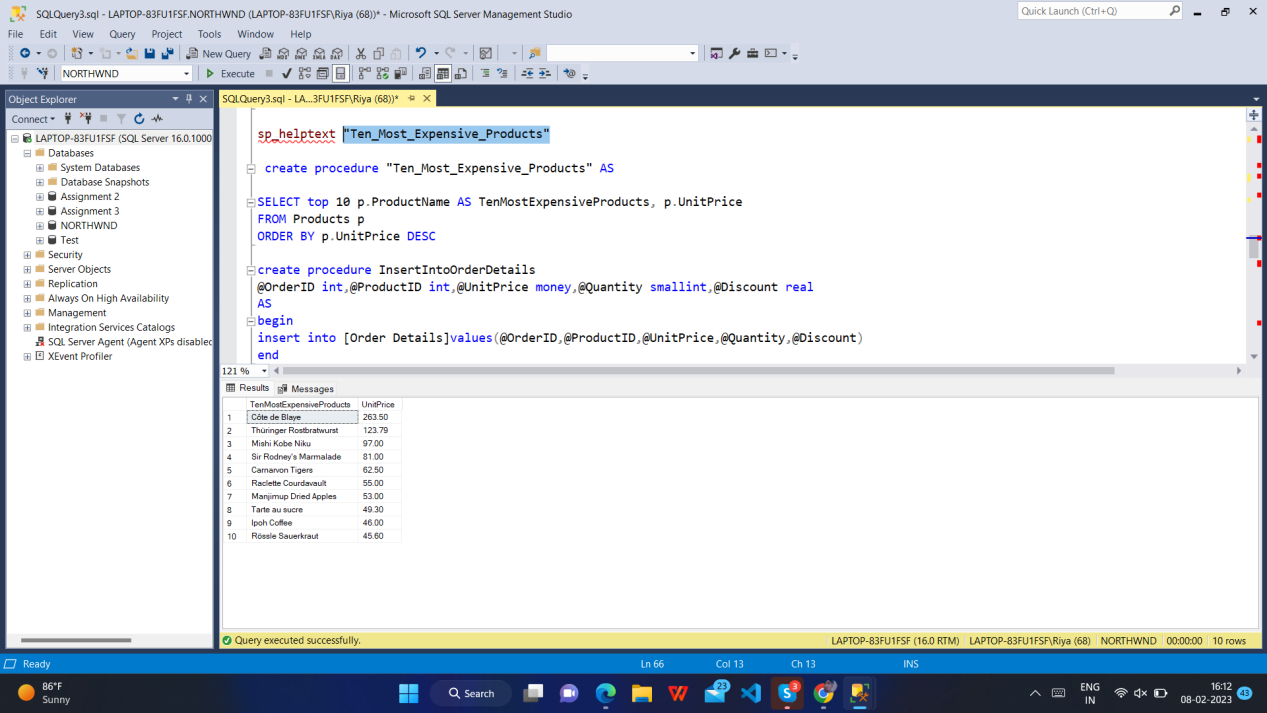 SQLQuery3.sql - LAPTOP-83FU1FSF.NORTHWND (LAPTOP-83FU1FSF\Riya (68))* - Microsoft SQL Server Management Studio
Quick Launch (Ctrl+Q)
File Edit View Query Project Tools Window Help
New Query
NORTHWND
Execute
Object Explorer
SQLQuery3.sql - LA...3FU1FSF\Riya (68))*
Connect
LAPTOP-83FU1FSF (SQL Server 16.0.1000
Databases
System Databases
Database Snapshots
Assignment 2
Assignment 3
NORTHWND
Test
Security
Server Objects
Replication
Always On High Availability
Management
Integration Services Catalogs
SQL Server Agent (Agent XPs disabled
XEvent Profiler
sp_helptext "Ten_Most_Expensive_Products"
create procedure "Ten_Most_Expensive_Products" AS
SELECT top 10 p.ProductName AS TenMostExpensiveProducts, p.UnitPrice
FROM Products p
ORDER BY p.UnitPrice DESC
create procedure InsertIntoOrderDetails
@OrderID int,@ProductID int,@UnitPrice money,@Quantity smallint,@Discount real
AS
begin
insert into [Order Details]values(@OrderID,@ProductID,@UnitPrice,@Quantity,@Discount)
end
121 %
Results Messages
TenMostExpensiveProducts UnitPrice
1 Côte de Blaye 263.50
2 Thüringer Rostbratwurst 123.79
3 Mishi Kobe Niku 97.00
4 Sir Rodney's Marmalade 81.00
5 Carnarvon Tigers 62.50
6 Raclette Courdavault 55.00
7 Manjimup Dried Apples 53.00
8 Tarte au sucre 49.30
9 Ipoh Coffee 46.00
10 Rössle Sauerkraut 45.60
Query executed successfully. LAPTOP-83FU1FSF (16.0 RTM) LAPTOP-83FU1FSF\Riya (68) NORTHWND 00:00:00 10 rows
Ready Ln 66 Col 13 Ch 13 INS
86°F
Sunny
Search
23
3
ENG
IN
16:12
08-02-2023
43